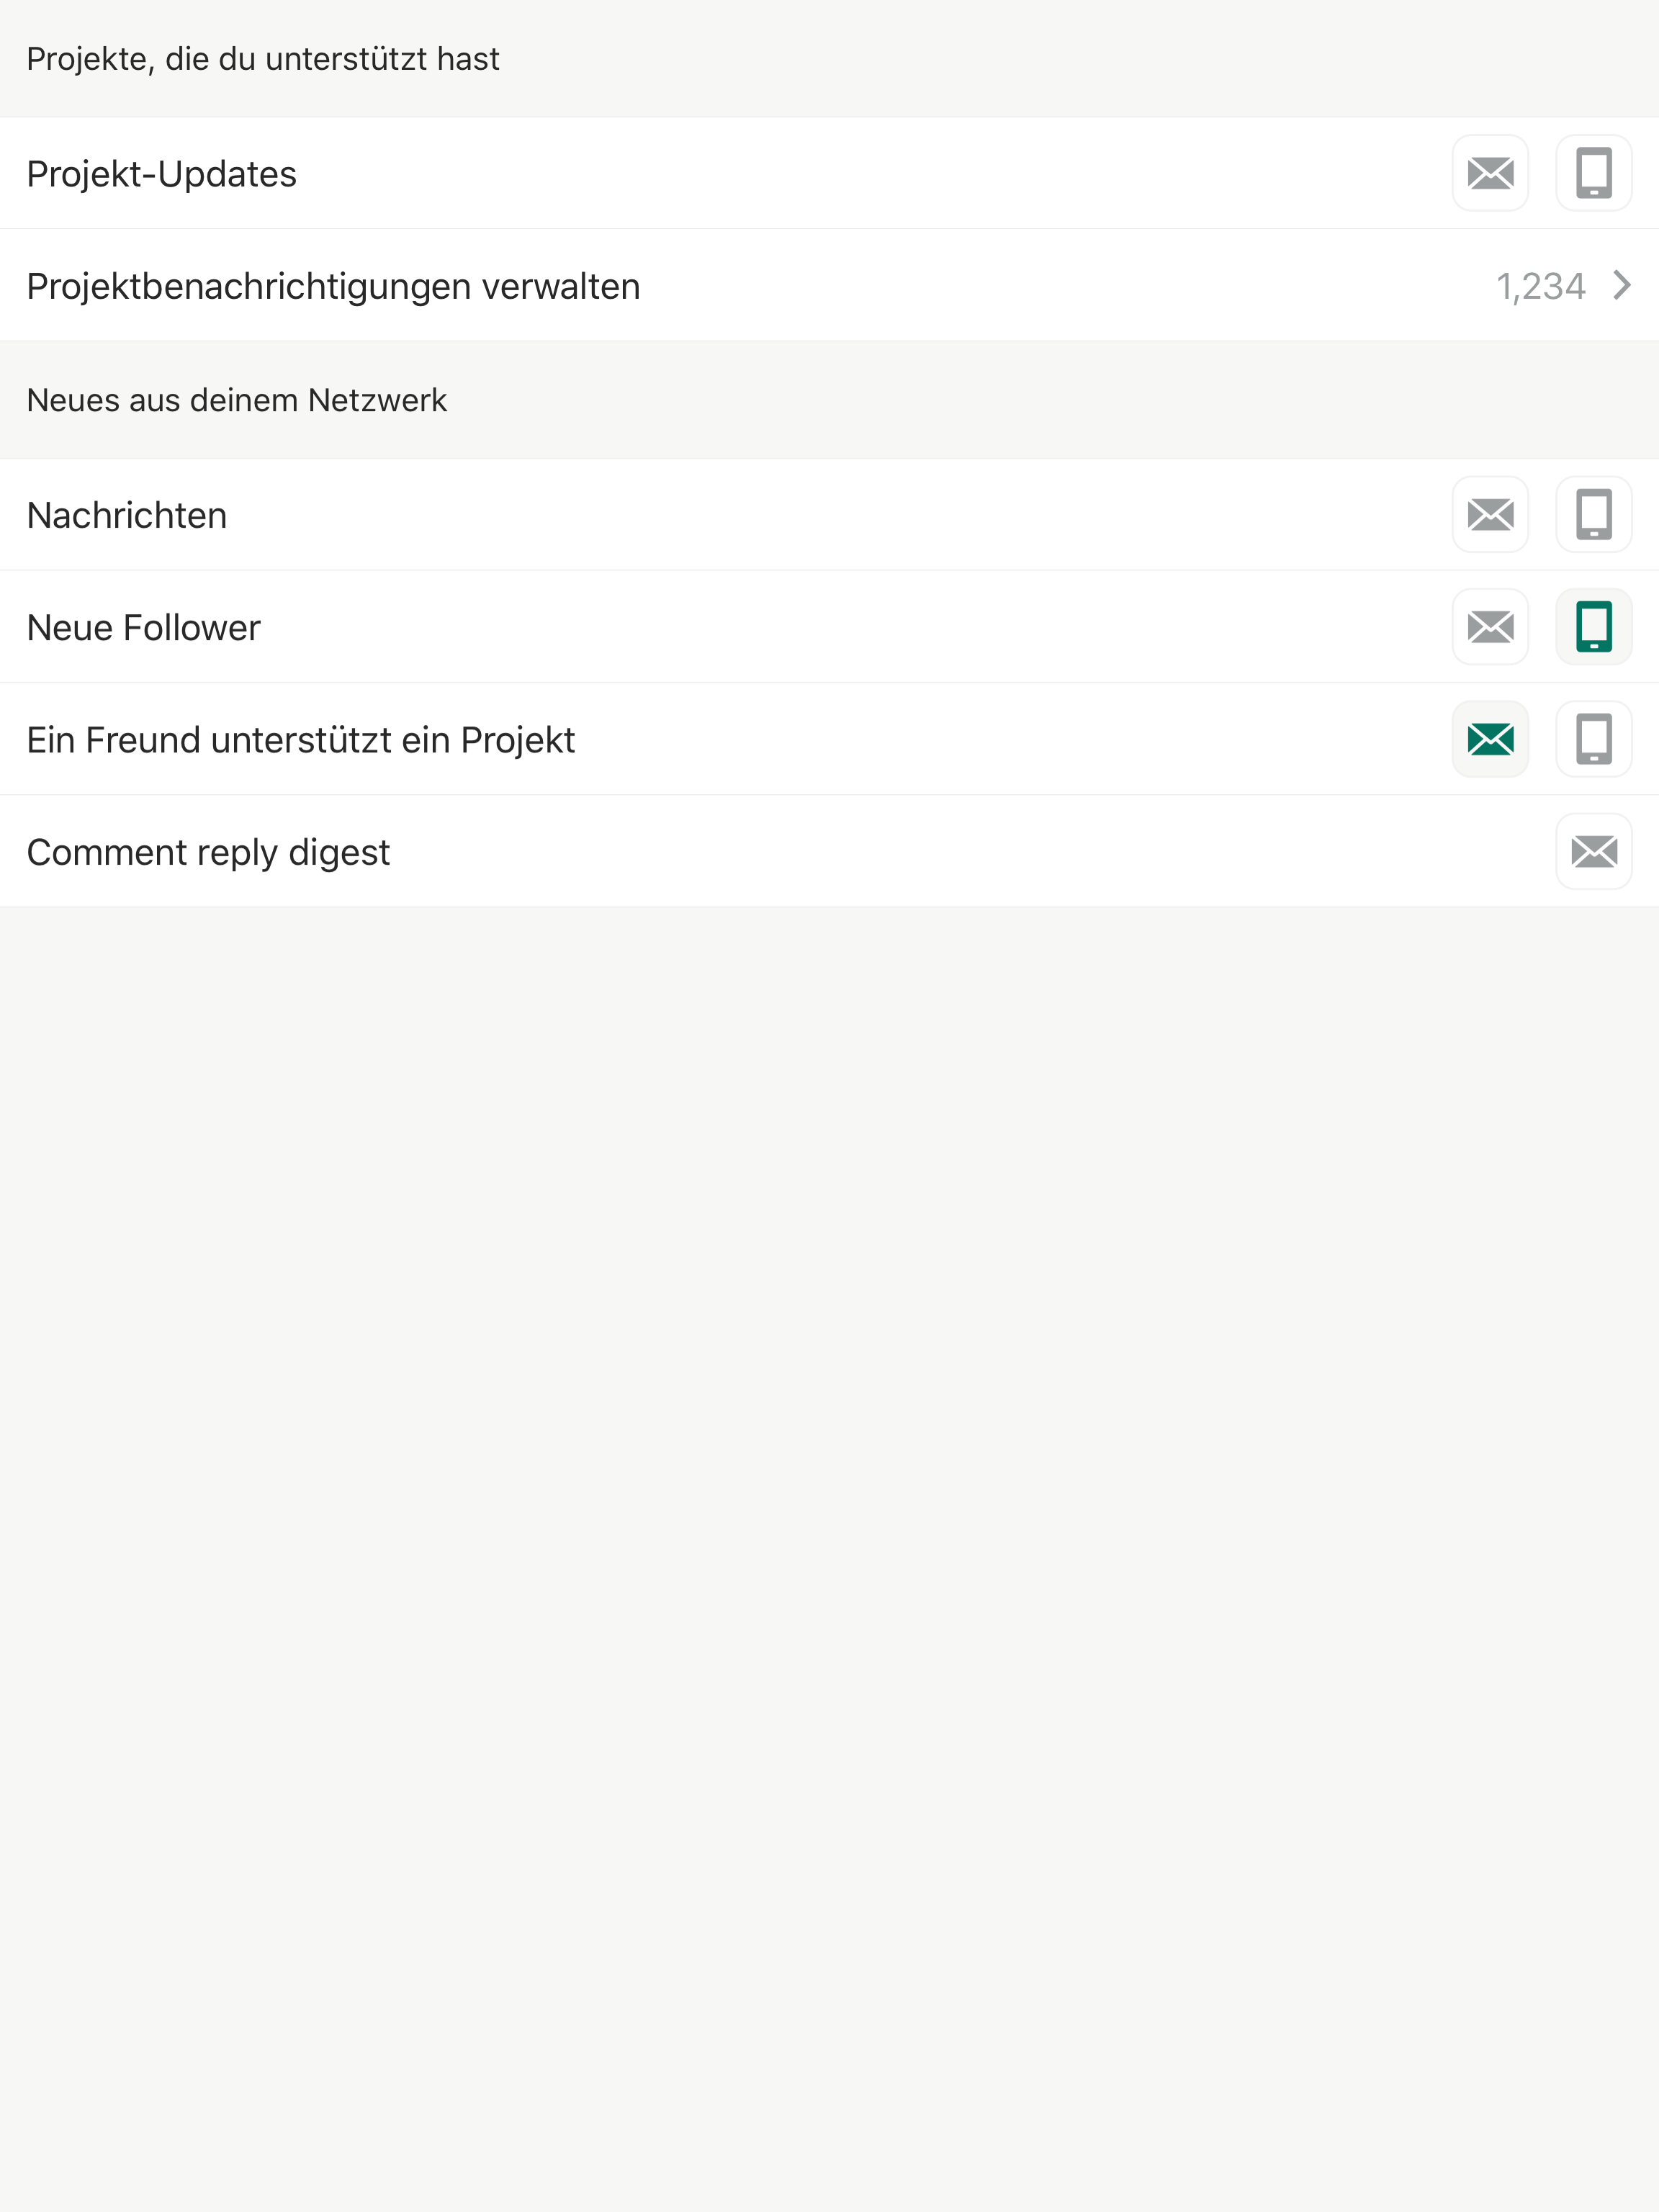 Projekte, die du unterstützt hast
Projekt-Updates
Projektbenachrichtigungen verwalten 1,234
Neues aus deinem Netzwerk
Nachrichten
Neue Follower
Ein Freund unterstützt ein Projekt
Comment reply digest